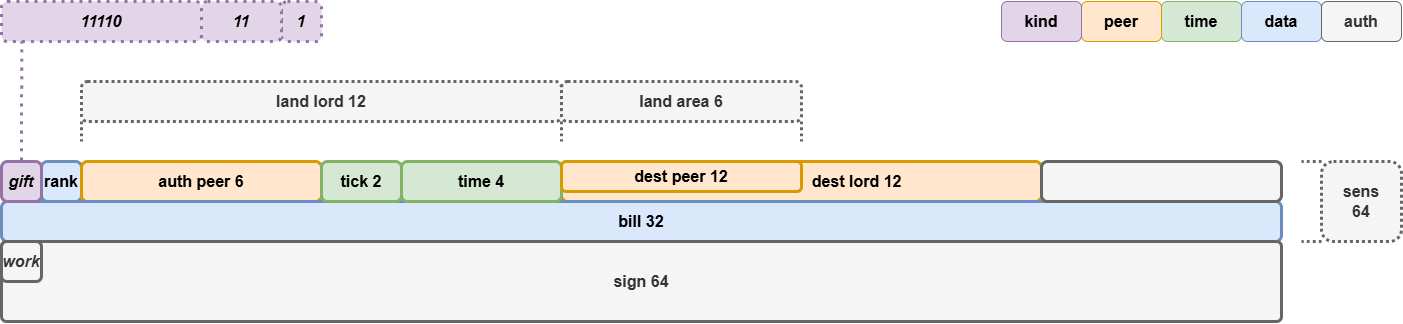 11110 11 1
kind peer time data auth
land lord 12 land area 6
gift rank auth peer 6 tick 2 time 4 dest peer 12 dest lord 12
sens
64
bill 32
work
sign 64